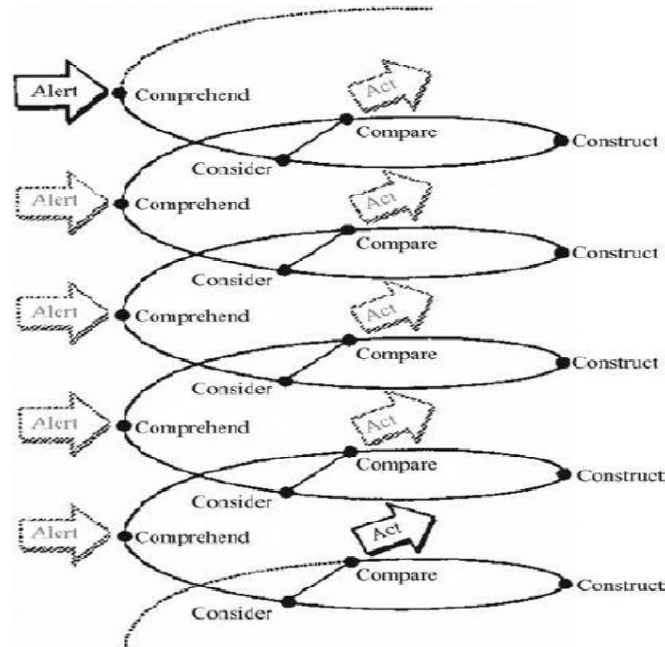 Alert
Comprehend
Act
Compare
Consider
Construct
Alert
Comprehend
Act
Compare
Consider
Construct
Alert
Comprehend
Act
Compare
Consider
Construct
Alert
Comprehend
Act
Compare
Consider
Construct
Alert
Comprehend
Act
Compare
Consider
Construct